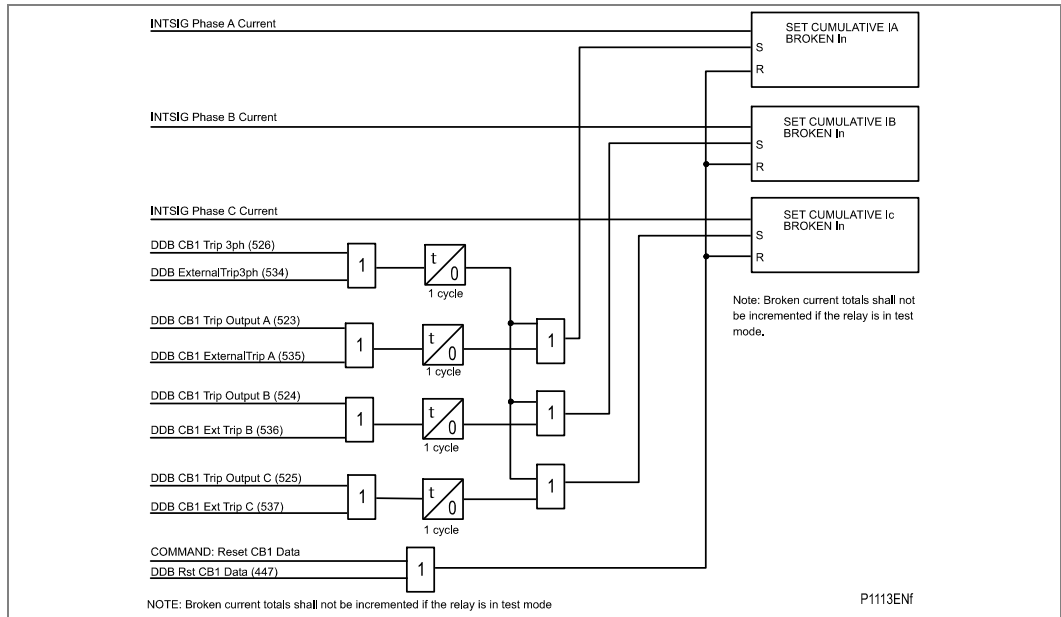 INTSIG Phase A Current
SET CUMULATIVE IA
BROKEN In
S
R
INTSIG Phase B Current
SET CUMULATIVE IB
BROKEN In
S
R
INTSIG Phase C Current
SET CUMULATIVE Ic
BROKEN In
S
R
DDB CB1 Trip 3ph (526)
DDB ExternalTrip3ph (534)
1
t
0
1 cycle
Note: Broken current totals shall not
be incremented if the relay is in test
mode.
DDB CB1 Trip Output A (523)
DDB CB1 ExternalTrip A (535)
1
t
0
1 cycle
1
DDB CB1 Trip Output B (524)
DDB CB1 Ext Trip B (536)
1
t
0
1 cycle
1
DDB CB1 Trip Output C (525)
DDB CB1 Ext Trip C (537)
1
t
0
1 cycle
1
COMMAND: Reset CB1 Data
DDB Rst CB1 Data (447)
1
NOTE: Broken current totals shall not be incremented if the relay is in test mode
P1113ENf